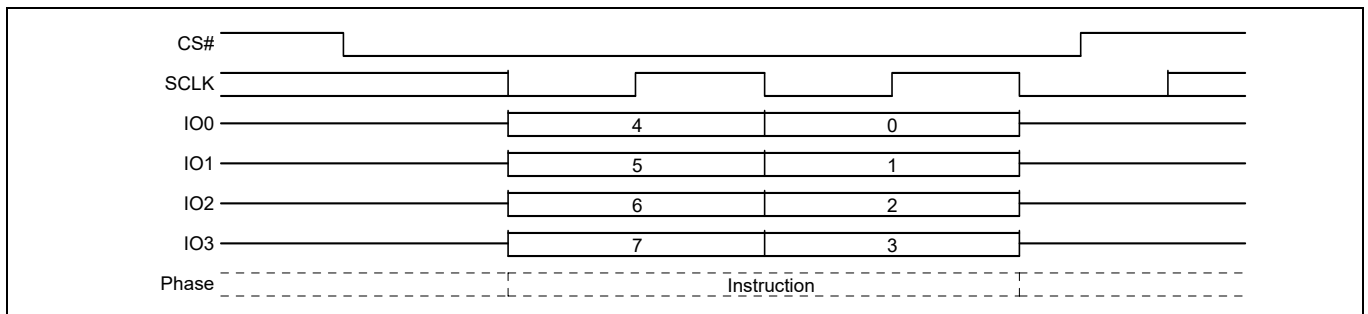 CS#
SCLK
IO0 4 0
IO1 5 1
IO2 6 2
IO3 7 3
Phase Instruction